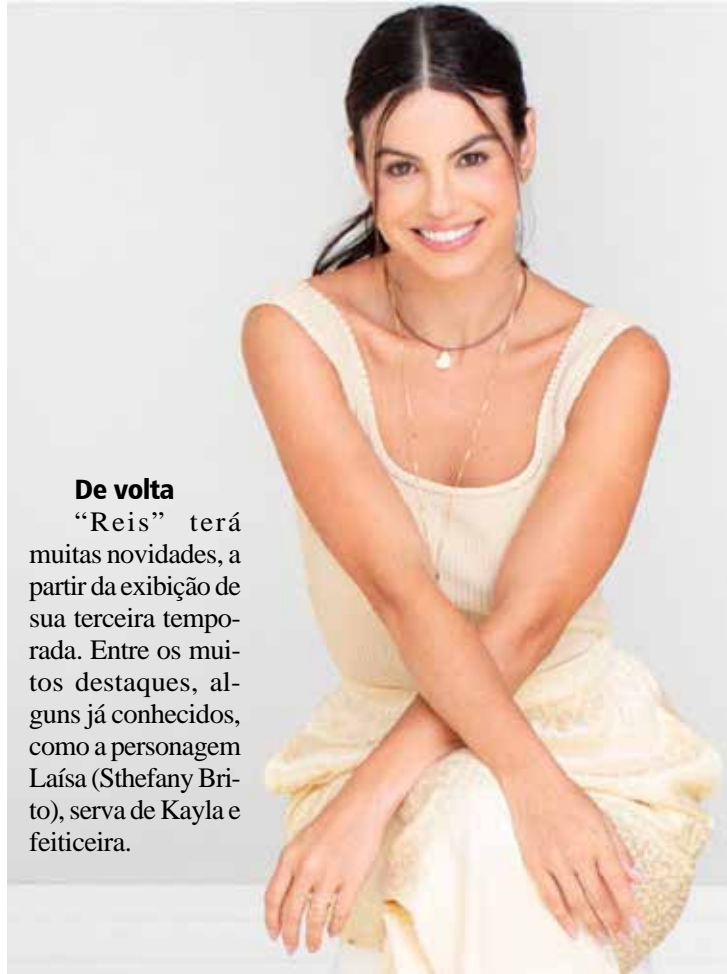 De volta
“Reis” terá
muitas novidades, a
partir da exibição de
sua terceira tempo-
rada. Entre os mui-
tos destaques, al-
guns já conhecidos,
como a personagem
Laísa (Sthefany Bri-
to), serva de Kayla e
feiticeira.